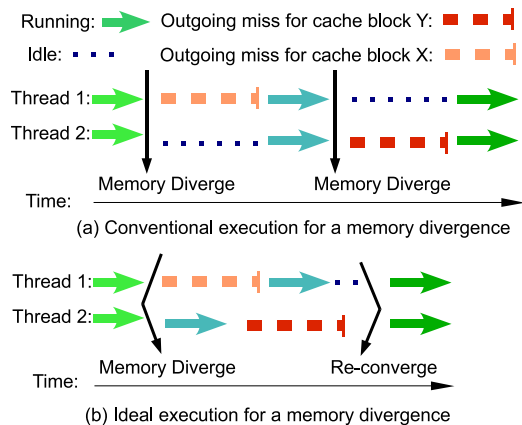 Running: Outgoing miss for cache block Y:
Idle: Outgoing miss for cache block X:
Thread 1:
Thread 2:
Memory Diverge Memory Diverge
Time:
(a) Conventional execution for a memory divergence
Thread 1:
Thread 2:
Memory Diverge Re-converge
Time:
(b) Ideal execution for a memory divergence